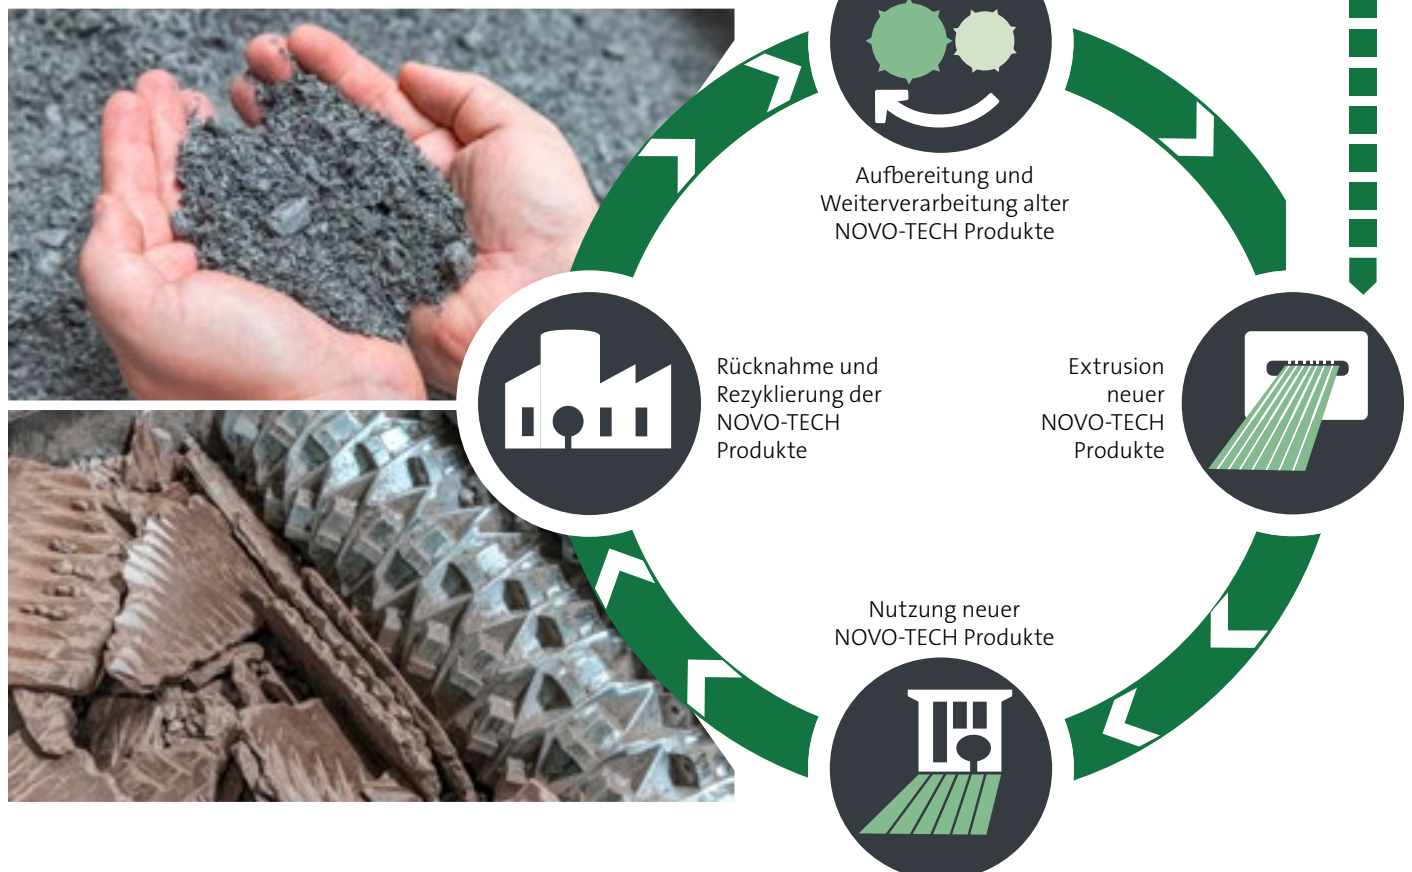 Aufbereitung und
Weiterverarbeitung alter
NOVO-TECH Produkte
Rücknahme und
Rezyklierung der
NOVO-TECH
Produkte
Extrusion
neuer
NOVO-TECH
Produkte
Nutzung neuer
NOVO-TECH Produkte